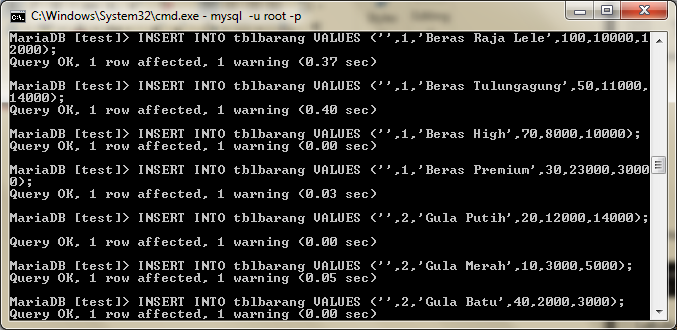 C:\Windows\System32\cmd.exe - mysql  -u root -p
MariaDB [test]> INSERT INTO tblbarang VALUES ('',1,'Beras Raja Lele',100,10000,1
2000);
Query OK, 1 row affected, 1 warning (0.37 sec)
MariaDB [test]> INSERT INTO tblbarang VALUES ('',1,'Beras Tulungagung',50,11000,
14000);
Query OK, 1 row affected, 1 warning (0.40 sec)
MariaDB [test]> INSERT INTO tblbarang VALUES ('',1,'Beras High',70,8000,10000);
Query OK, 1 row affected, 1 warning (0.00 sec)
MariaDB [test]> INSERT INTO tblbarang VALUES ('',1,'Beras Premium',30,23000,3000
0);
Query OK, 1 row affected, 1 warning (0.03 sec)
MariaDB [test]> INSERT INTO tblbarang VALUES ('',2,'Gula Putih',20,12000,14000);
Query OK, 1 row affected, 1 warning (0.00 sec)
MariaDB [test]> INSERT INTO tblbarang VALUES ('',2,'Gula Merah',10,3000,5000);
Query OK, 1 row affected, 1 warning (0.05 sec)
MariaDB [test]> INSERT INTO tblbarang VALUES ('',2,'Gula Batu',40,2000,3000);
Query OK, 1 row affected, 1 warning (0.00 sec)